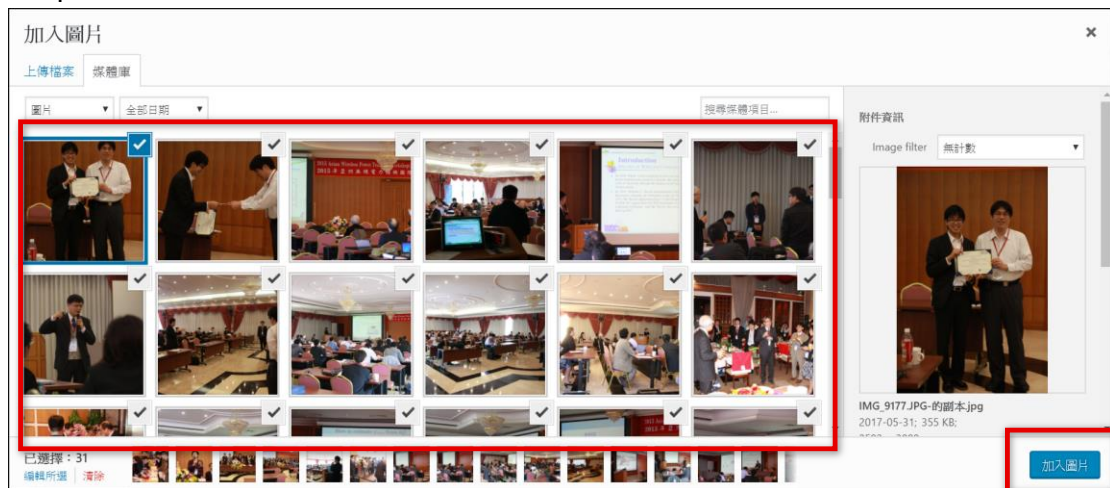 加入圖片
上傳檔案 媒體庫
圖片 全部日期 搜尋媒體項目...
附件資訊
Image filter 無計數
Introduction
IMG_9177.JPG-的副本.jpg
2017-05-31; 355 KB;
已選擇：31
編輯所選 清除
加入圖片